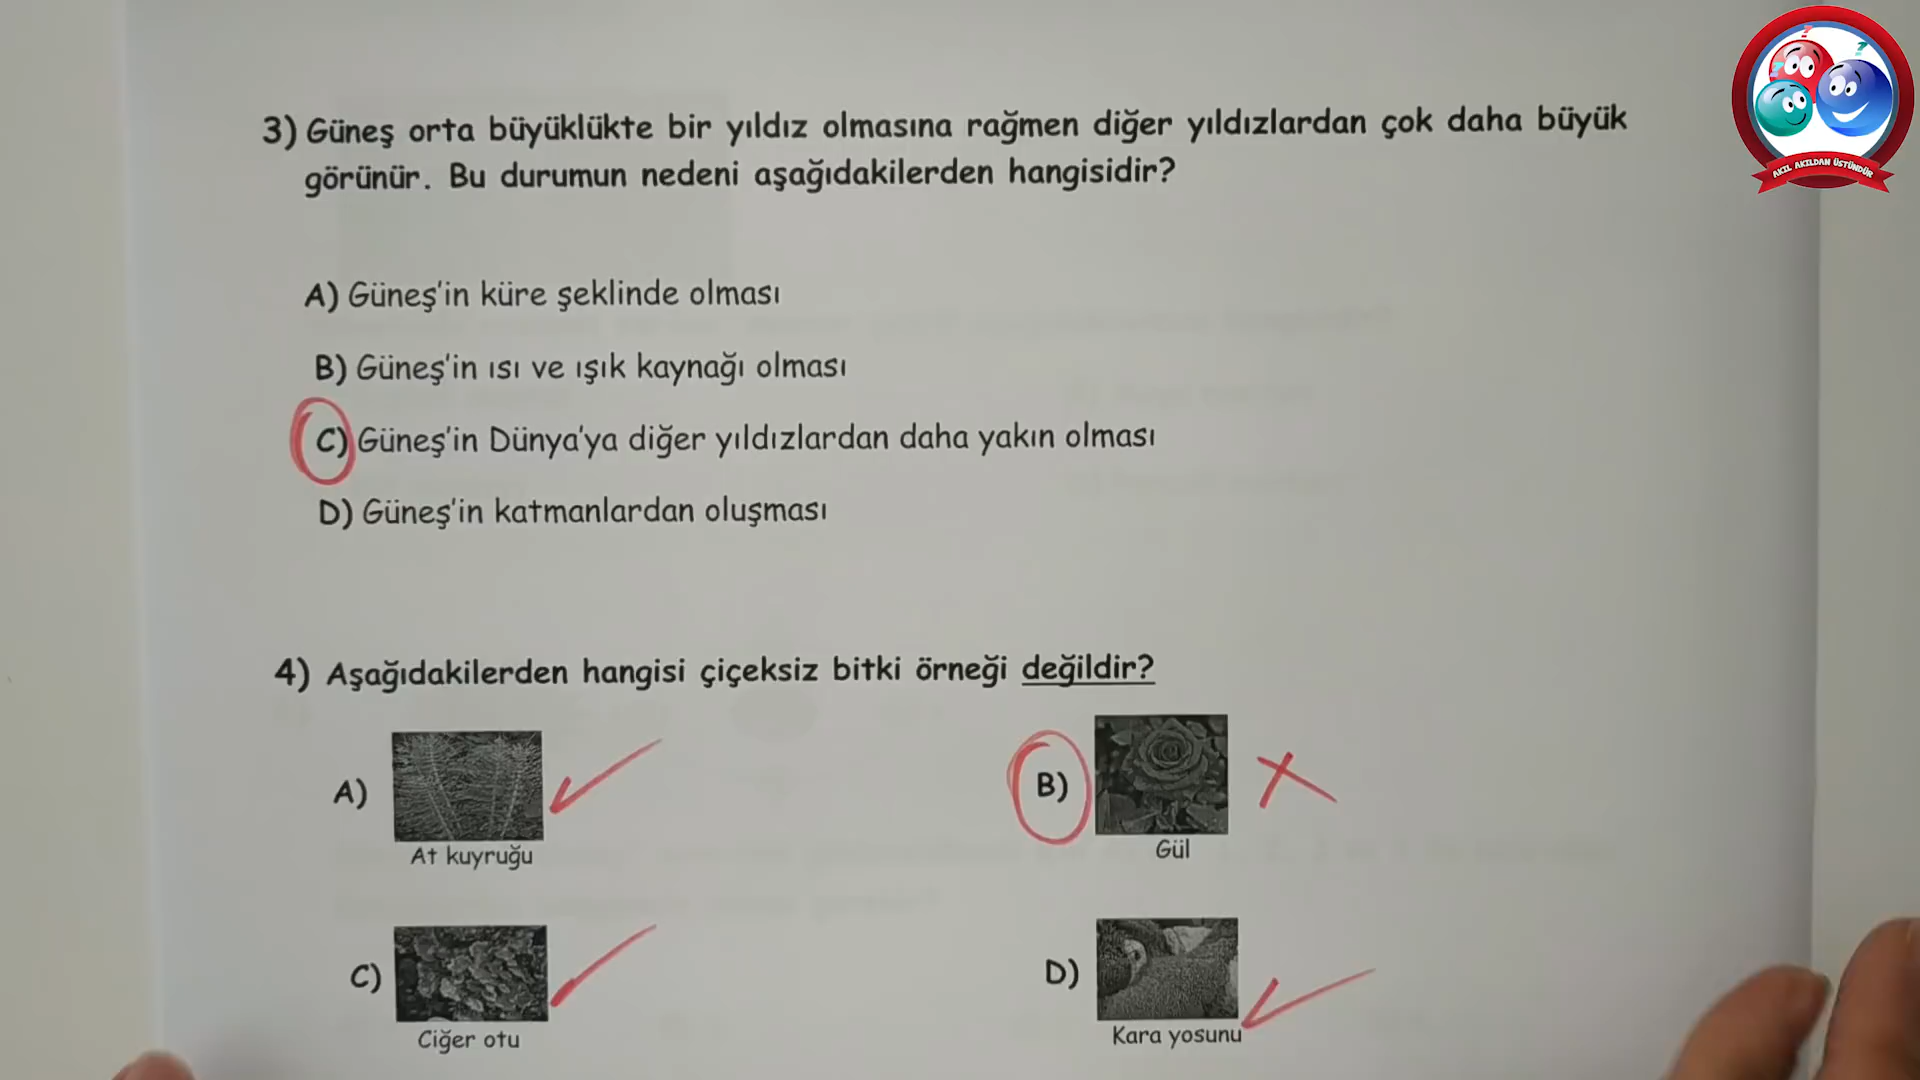 AKIL AKILDAN ÜSTÜNDÜR
3) Güneş orta büyüklükte bir yıldız olmasına rağmen diğer yıldızlardan çok daha büyük
görünür. Bu durumun nedeni aşağıdakilerden hangisidir?
A) Güneş'in küre şeklinde olması
B) Güneş'in ısı ve ışık kaynağı olması
C) Güneş'in Dünya'ya diğer yıldızlardan daha yakın olması
D) Güneş'in katmanlardan oluşması
4) Aşağıdakilerden hangisi çiçeksiz bitki örneği değildir?
A)
At kuyruğu
B)
Gül
C)
Ciğer otu
D)
Kara yosunu